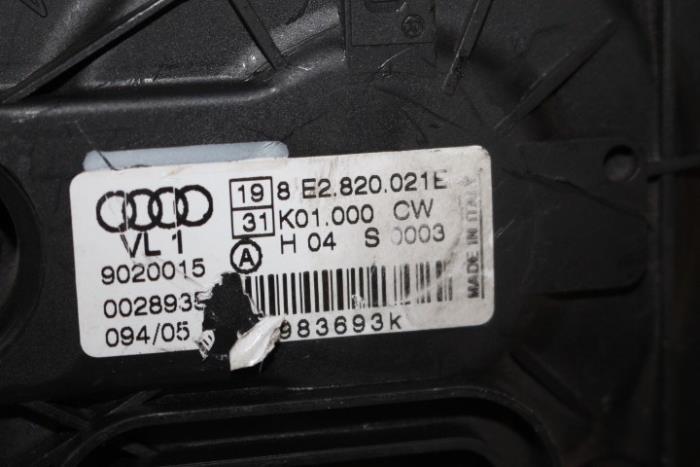 19 8 E2.820.021E
31 K01.000 CW
VL 1
A H 04 S 0003
9020015
0028935
094/05
983693k
MADE IN ITALY